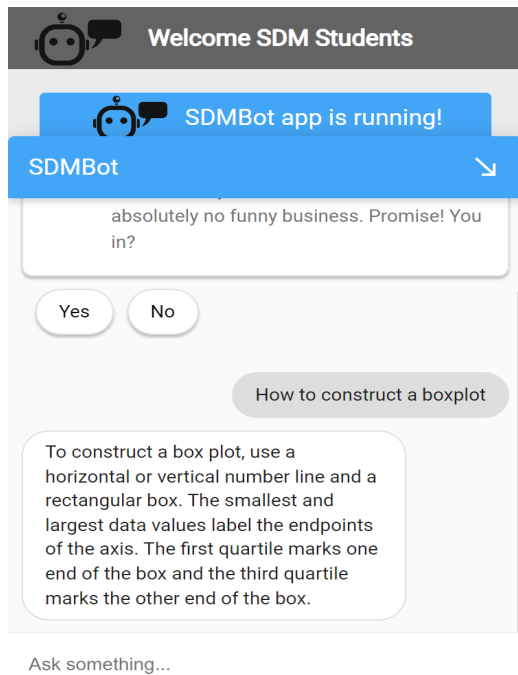 Welcome SDM Students
SDMBot app is running!
SDMBot
absolutely no funny business. Promise! You
in?
Yes
No
How to construct a boxplot
To construct a box plot, use a
horizontal or vertical number line and a
rectangular box. The smallest and
largest data values label the endpoints
of the axis. The first quartile marks one
end of the box and the third quartile
marks the other end of the box.
Ask something...